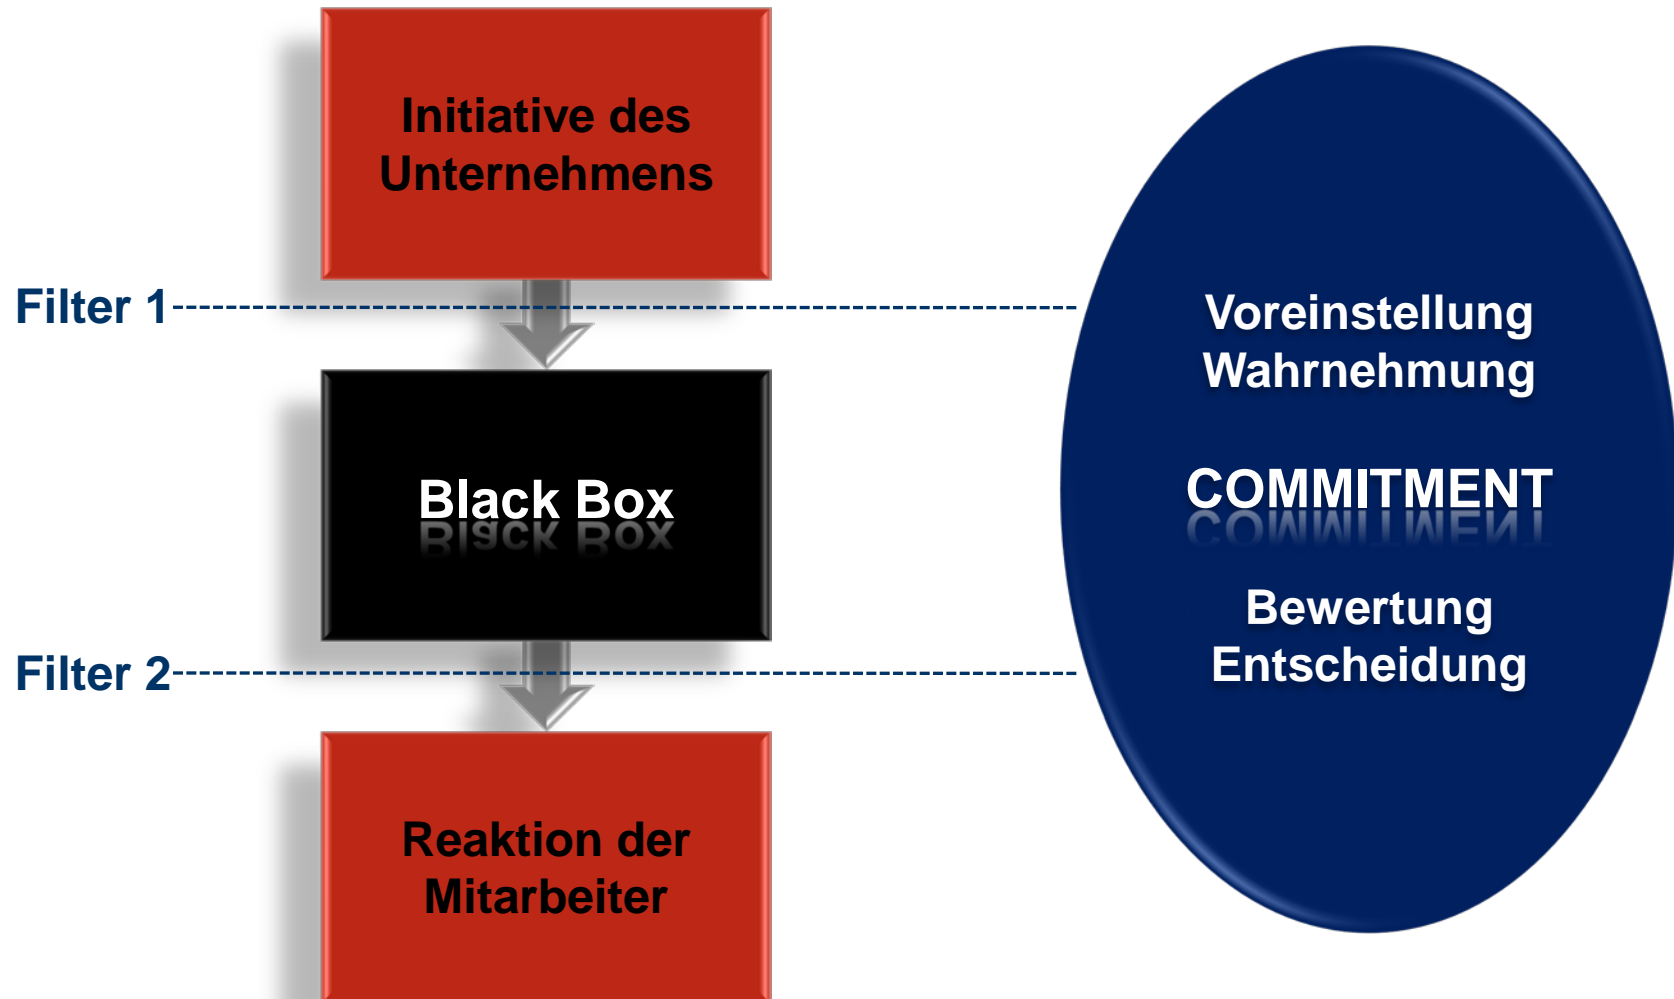 Initiative des
Unternehmens
Filter 1
Voreinstellung
Wahrnehmung
Black Box
COMMITMENT
Bewertung
Entscheidung
Filter 2
Reaktion der
Mitarbeiter